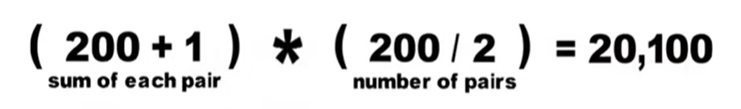 ( 200 + 1 ) * ( 200 / 2 ) = 20,100
sum of each pair number of pairs